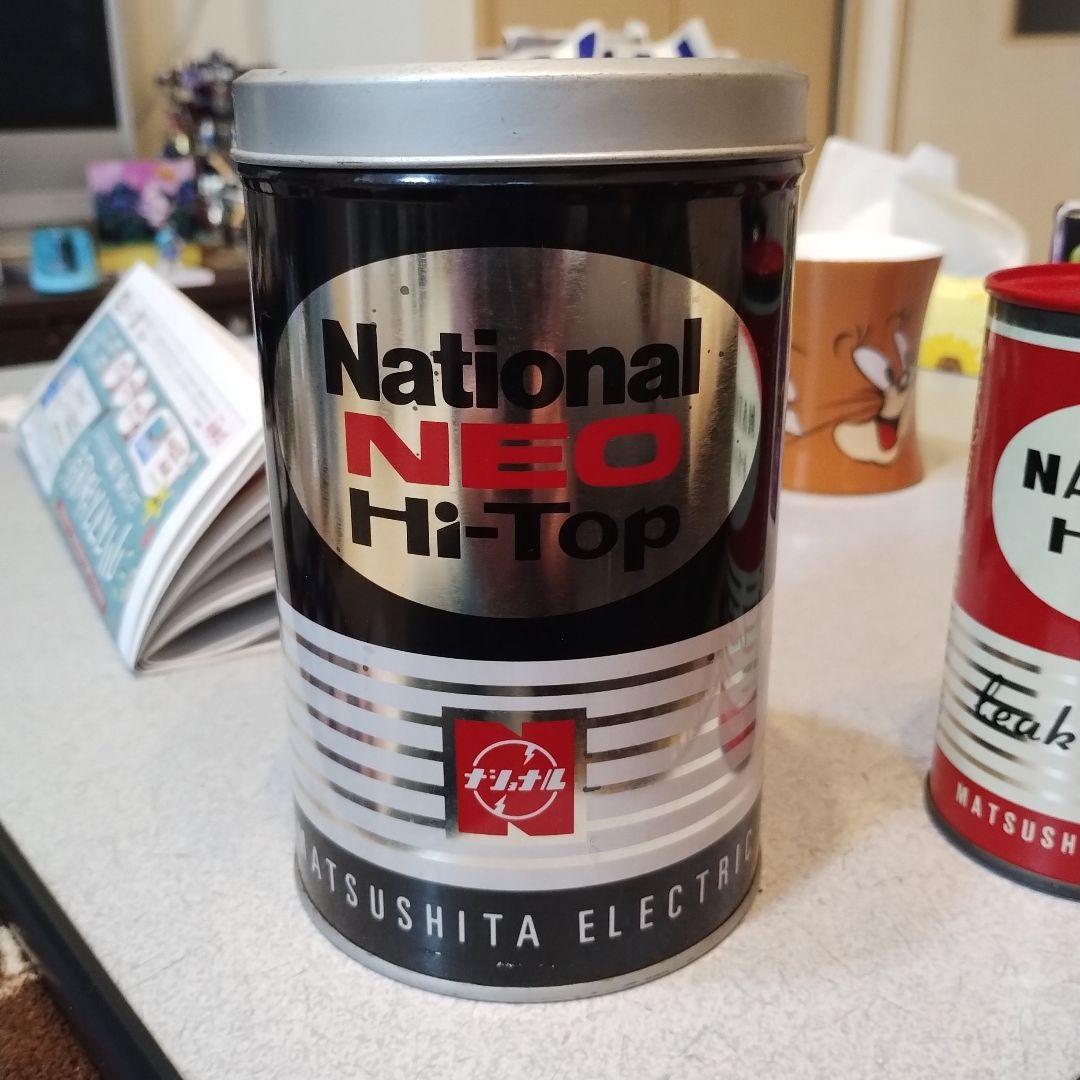 National
NEO
Hi-Top
ナショナル
MATSUSHITA ELECTRIC
NA
H
leak
MATSUSH